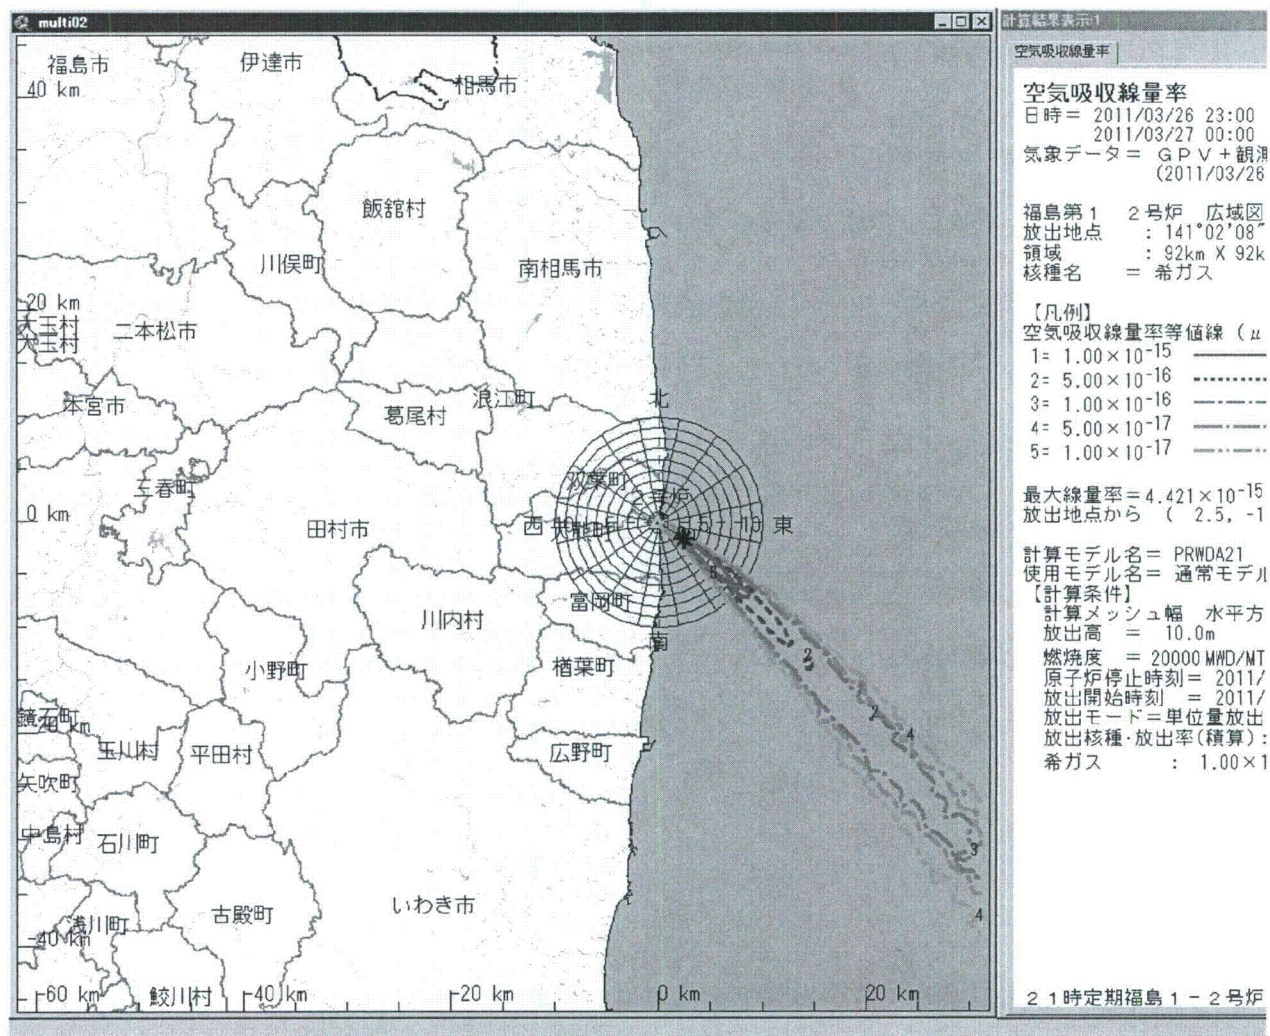 multi02
福島市
伊達市
相馬市
40 km
飯舘村
川俣町
南相馬市
20 km
大玉村
大玉村
二本松市
本宮市
浪江町
北
葛尾村
三春町
双葉町
0 km
田村市
西
大熊町
東
富岡町
川内村
南
小野町
楢葉町
鏡石町
玉川村
平田村
広野町
矢吹町
中島村
石川町
いわき市
古殿町
浅川町
-40 km
-60 km
鮫川村
-40 km
-20 km
0 km
20 km
2
2
4
3
4
計算結果表示:1
空気吸収線量率
空気吸収線量率
日時= 2011/03/26 23:00
2011/03/27 00:00
気象データ= GPV+観測
(2011/03/26
福島第1 2号炉 広域図
放出地点 : 141°02'08"
領域 : 92km X 92k
核種名 = 希ガス
【凡例】
空気吸収線量率等値線 (μ
1= 1.00×10⁻¹⁵
2= 5.00×10⁻¹⁶
3= 1.00×10⁻¹⁶
4= 5.00×10⁻¹⁷
5= 1.00×10⁻¹⁷
最大線量率=4.421×10⁻¹⁵
放出地点から ( 2.5, -1
計算モデル名= PRWDA21
使用モデル名= 通常モデル
【計算条件】
計算メッシュ幅 水平方
放出高 = 10.0m
燃焼度 = 20000MWD/MT
原子炉停止時刻= 2011/
放出開始時刻 = 2011/
放出モード=単位量放出
放出核種・放出率(積算):
希ガス : 1.00×1
21時定期福島1-2号炉